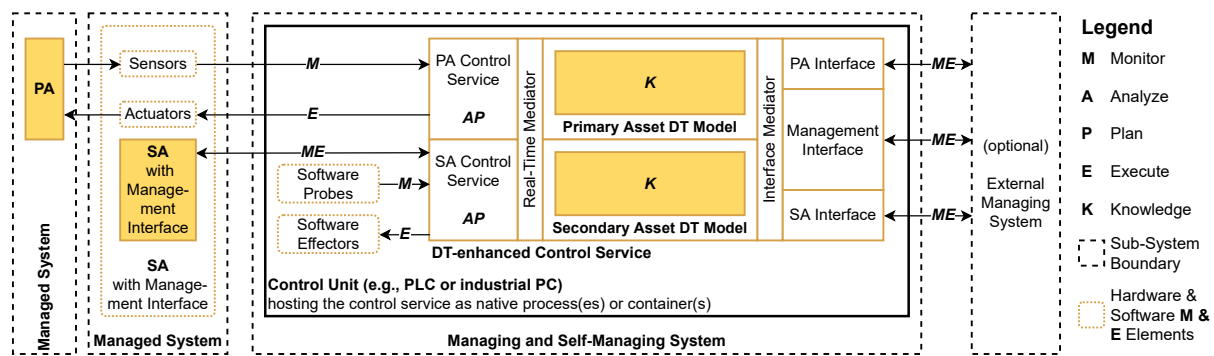 PA
Managed System
Sensors
Actuators
SA
with
Manage-
ment
Interface
SA
with Manage-
ment Interface
Managed System
M
E
ME
Software
Probes
M
Software
Effectors
E
PA Control
Service
AP
SA Control
Service
AP
Real-Time Mediator
K
Primary Asset DT Model
K
Secondary Asset DT Model
Interface Mediator
PA Interface
Management
Interface
SA Interface
DT-enhanced Control Service
Control Unit (e.g., PLC or industrial PC)
hosting the control service as native process(es) or container(s)
Managing and Self-Managing System
ME
ME
ME
(optional)
External
Managing
System
Legend
M Monitor
A Analyze
P Plan
E Execute
K Knowledge
Sub-System
Boundary
Hardware &
Software M &
E Elements